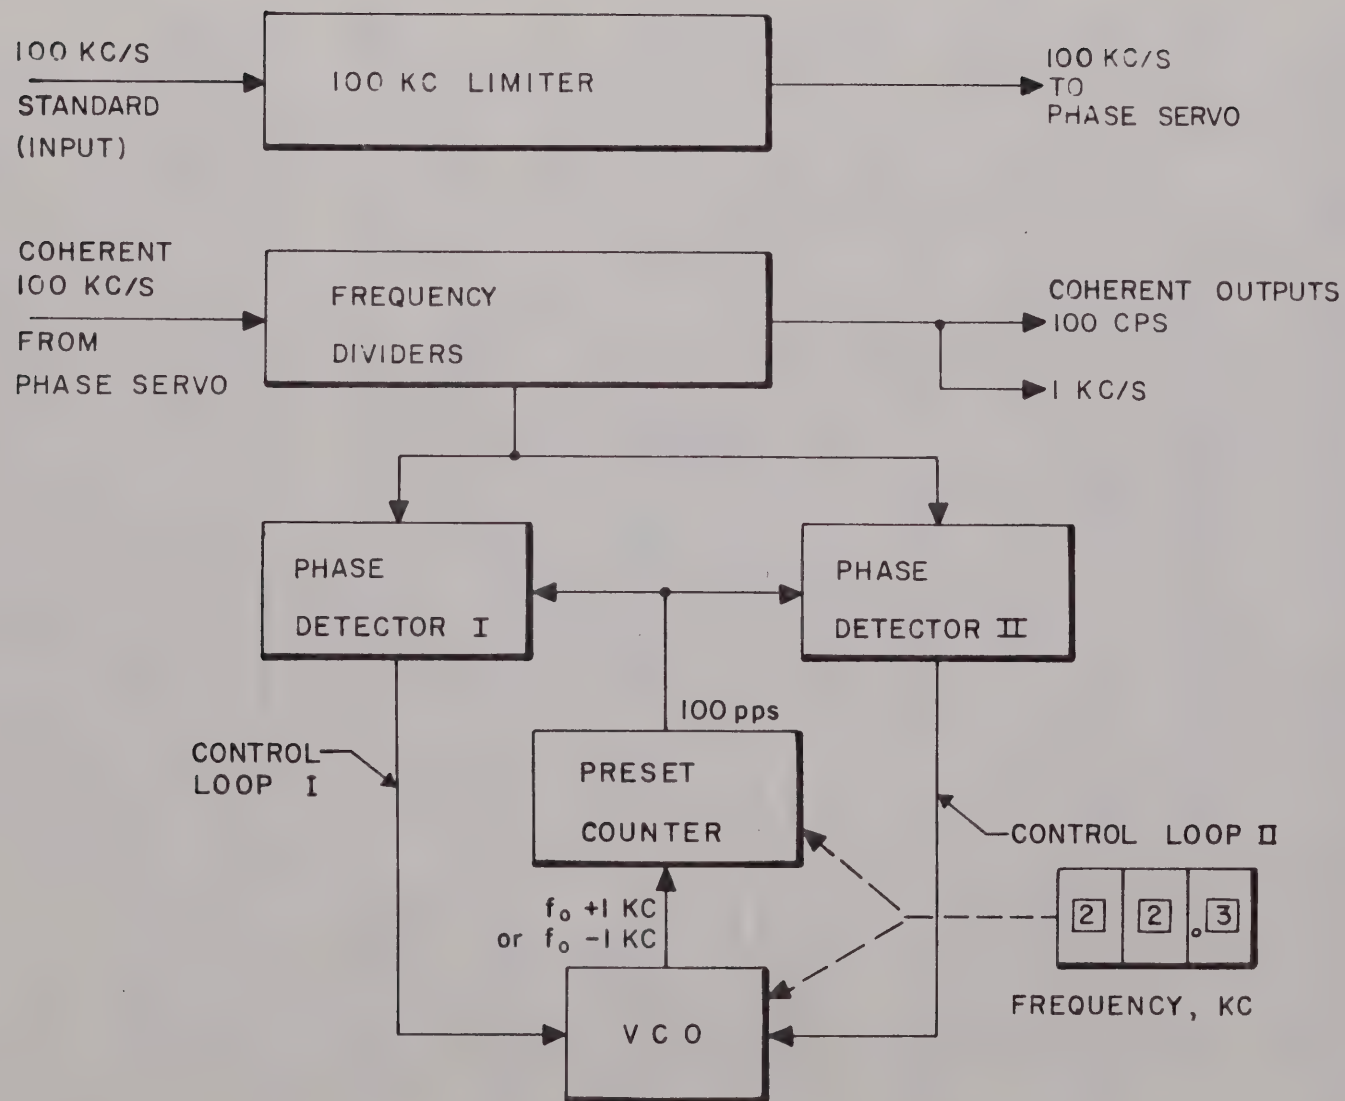 100 KC/S
STANDARD
(INPUT)
100 KC LIMITER
100 KC/S
TO
PHASE SERVO
COHERENT
100 KC/S
FROM
PHASE SERVO
FREQUENCY
DIVIDERS
COHERENT OUTPUTS
100 CPS
1 KC/S
PHASE
DETECTOR I
PHASE
DETECTOR II
100 pps
CONTROL
LOOP I
PRESET
COUNTER
CONTROL LOOP II
f₀ +1 KC
or f₀ -1 KC
2 2.3
FREQUENCY, KC
VCO